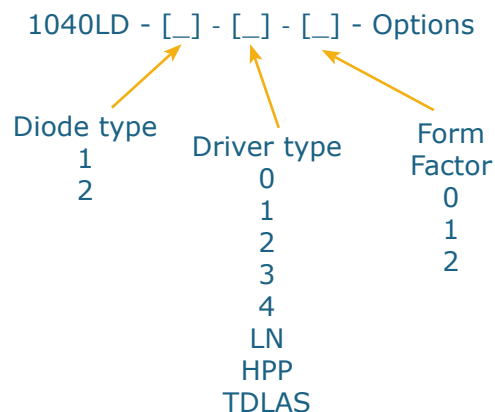 1040LD - [_] - [_] - [_] - Options
Diode type
1
2
Driver type
0
1
2
3
4
LN
HPP
TDLAS
Form
Factor
0
1
2